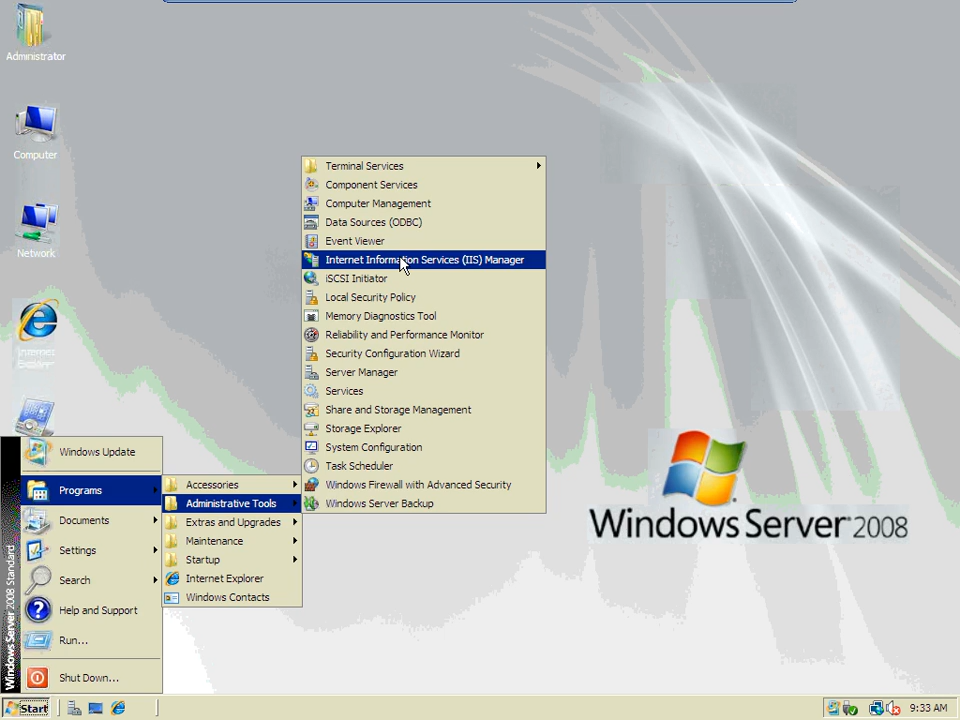 Administrator
Computer
Network
Internet
Explorer
Terminal Services
Component Services
Computer Management
Data Sources (ODBC)
Event Viewer
Internet Information Services (IIS) Manager
iSCSI Initiator
Local Security Policy
Memory Diagnostics Tool
Reliability and Performance Monitor
Security Configuration Wizard
Server Manager
Services
Share and Storage Management
Storage Explorer
System Configuration
Task Scheduler
Windows Firewall with Advanced Security
Windows Server Backup
Accessories
Administrative Tools
Extras and Upgrades
Maintenance
Startup
Internet Explorer
Windows Contacts
Windows Update
Programs
Documents
Settings
Search
Help and Support
Run...
Shut Down...
Windows Server 2008 Standard
Windows Server 2008
Start
9:33 AM